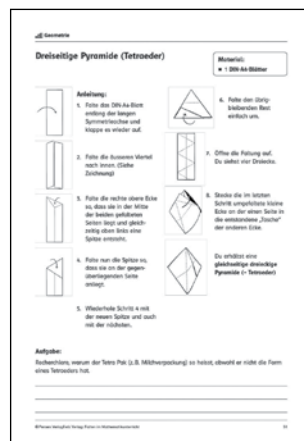 Geometrie
Dreiseitige Pyramide (Tetraeder)
Material:
• 1 DIN-A4-Blätter
Anleitung:
1. Falte das DIN-A4-Blatt
entlang der langen
Symmetrieachse und
klappe es wieder auf.
2. Falte die äusseren Viertel
nach innen. (Siehe
Zeichnung)
3. Falte die rechte obere Ecke
so, dass sie in der Mitte
der beiden gefalteten
Seiten liegt und gleich-
zeitig oben links eine
Spitze entsteht.
4. Falte nun die Spitze so,
dass sie an der gegen-
überliegenden Seite
anliegt.
5. Wiederhole Schritt 4 mit
der neuen Spitze und auch
mit der nächsten.
6. Falte den übrig-
bleibenden Rest
einfach um.
7. Öffne die Faltung auf.
Du siehst vier Dreiecke.
8. Stecke die im letzten
Schritt umgefaltete kleine
Ecke an der einen Seite in
die entstandene „Tasche“
der anderen Ecke.
Du erhältst eine
gleichseitige dreieckige
Pyramide (= Tetraeder)
Aufgabe:
Recherchiere, warum der Tetra Pak (z.B. Milchverpackung) so heisst, obwohl er nicht die Form
eines Tetraeders hat.